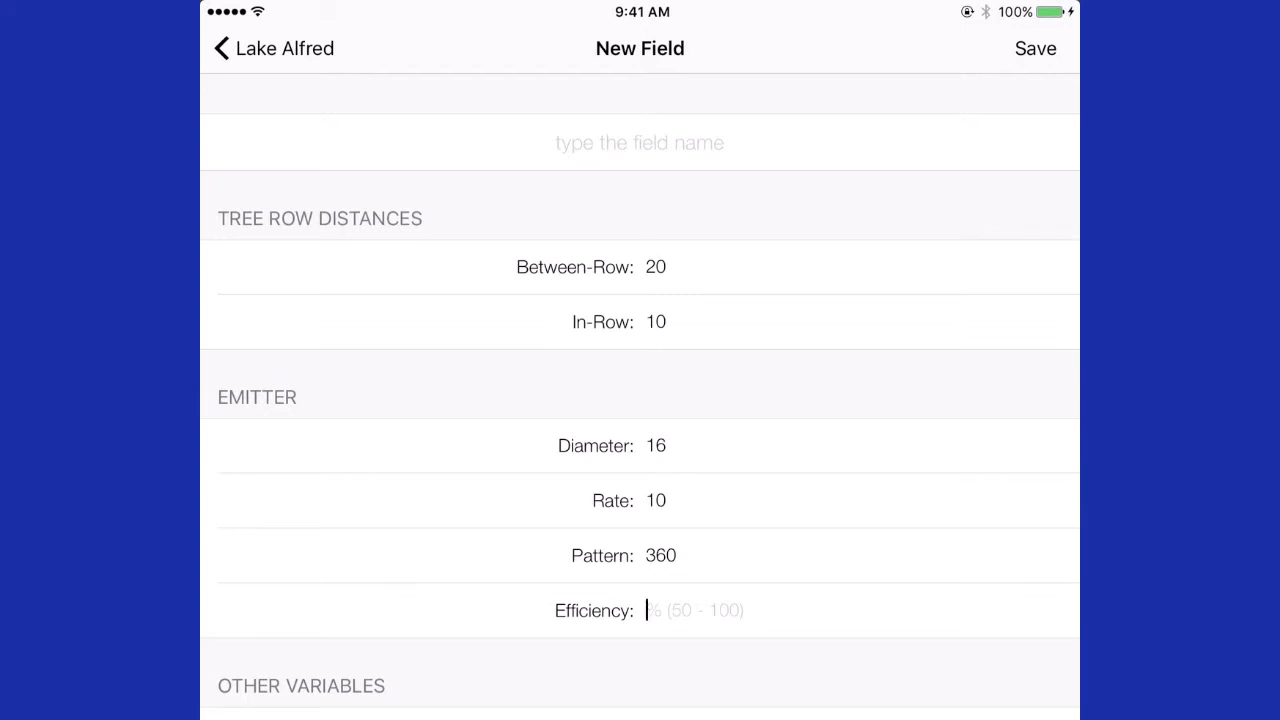 9:41 AM
100%
Lake Alfred
New Field
Save
type the field name
TREE ROW DISTANCES
Between-Row: 20
In-Row: 10
EMITTER
Diameter: 16
Rate: 10
Pattern: 360
Efficiency: % (50 - 100)
OTHER VARIABLES